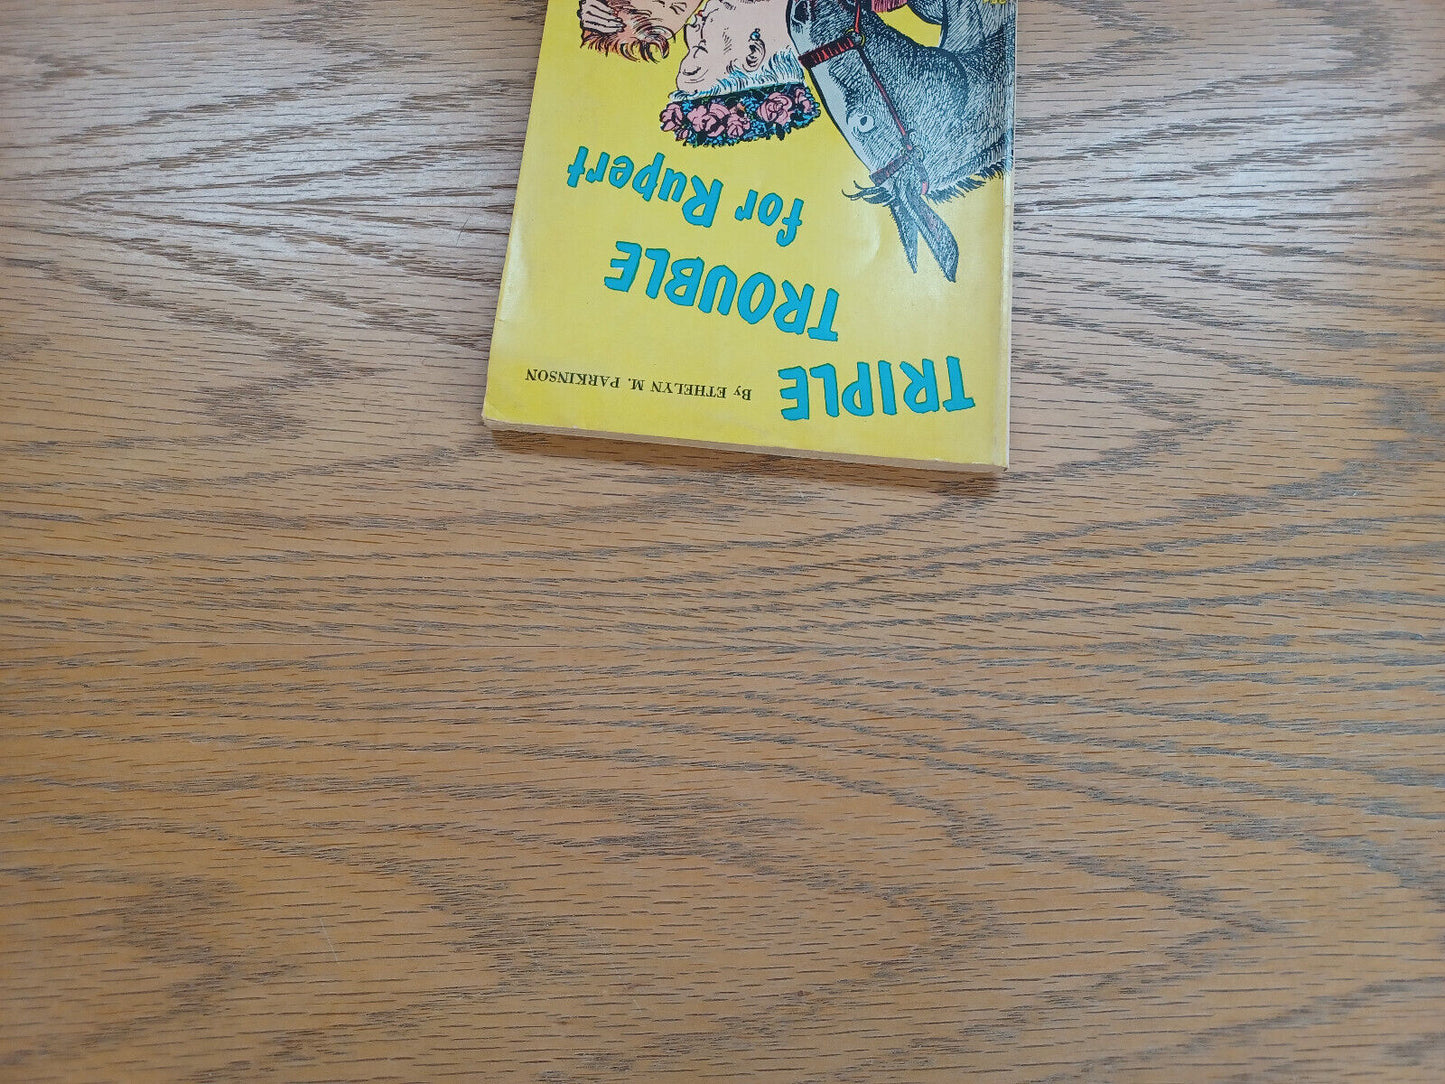 TRIPLE
TROUBLE
for Rupert
By ETHELYN M. PARKINSON